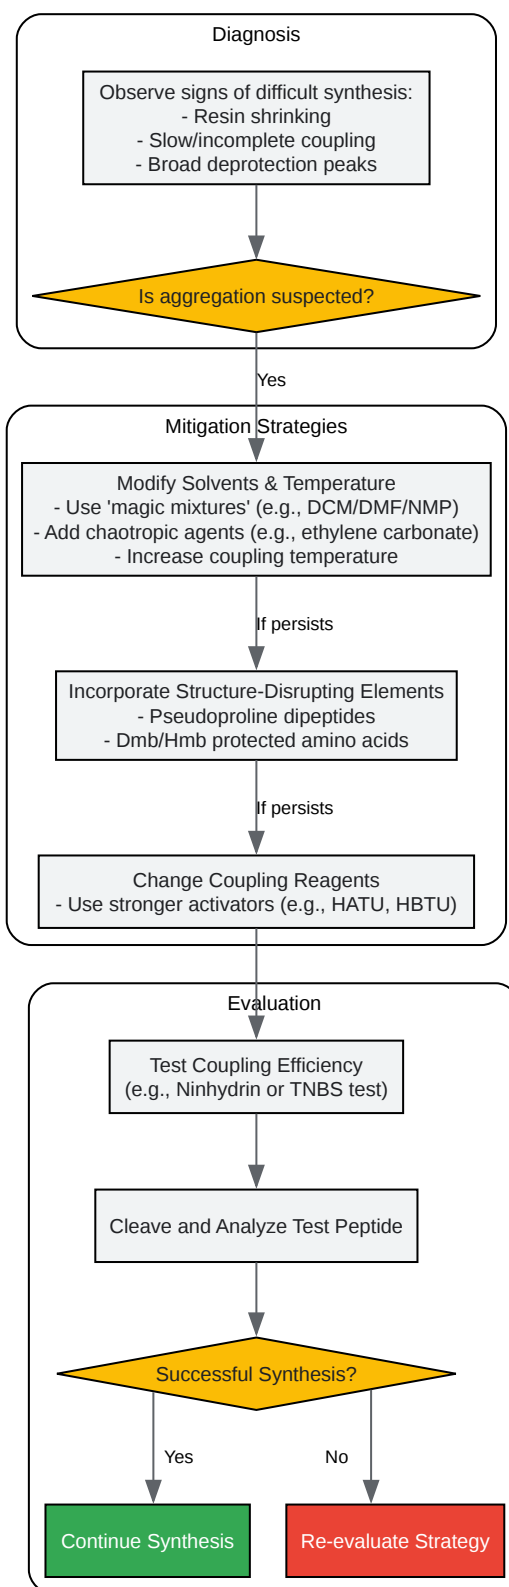 Diagnosis
Observe signs of difficult synthesis:
- Resin shrinking
- Slow/incomplete coupling
- Broad deprotection peaks
Is aggregation suspected?
Yes
Mitigation Strategies
Modify Solvents & Temperature
- Use 'magic mixtures' (e.g., DCM/DMF/NMP)
- Add chaotropic agents (e.g., ethylene carbonate)
- Increase coupling temperature
If persists
Incorporate Structure-Disrupting Elements
- Pseudoproline dipeptides
- Dmb/Hmb protected amino acids
If persists
Change Coupling Reagents
- Use stronger activators (e.g., HATU, HBTU)
Evaluation
Test Coupling Efficiency
(e.g., Ninhydrin or TNBS test)
Cleave and Analyze Test Peptide
Successful Synthesis?
Yes
No
Continue Synthesis
Re-evaluate Strategy